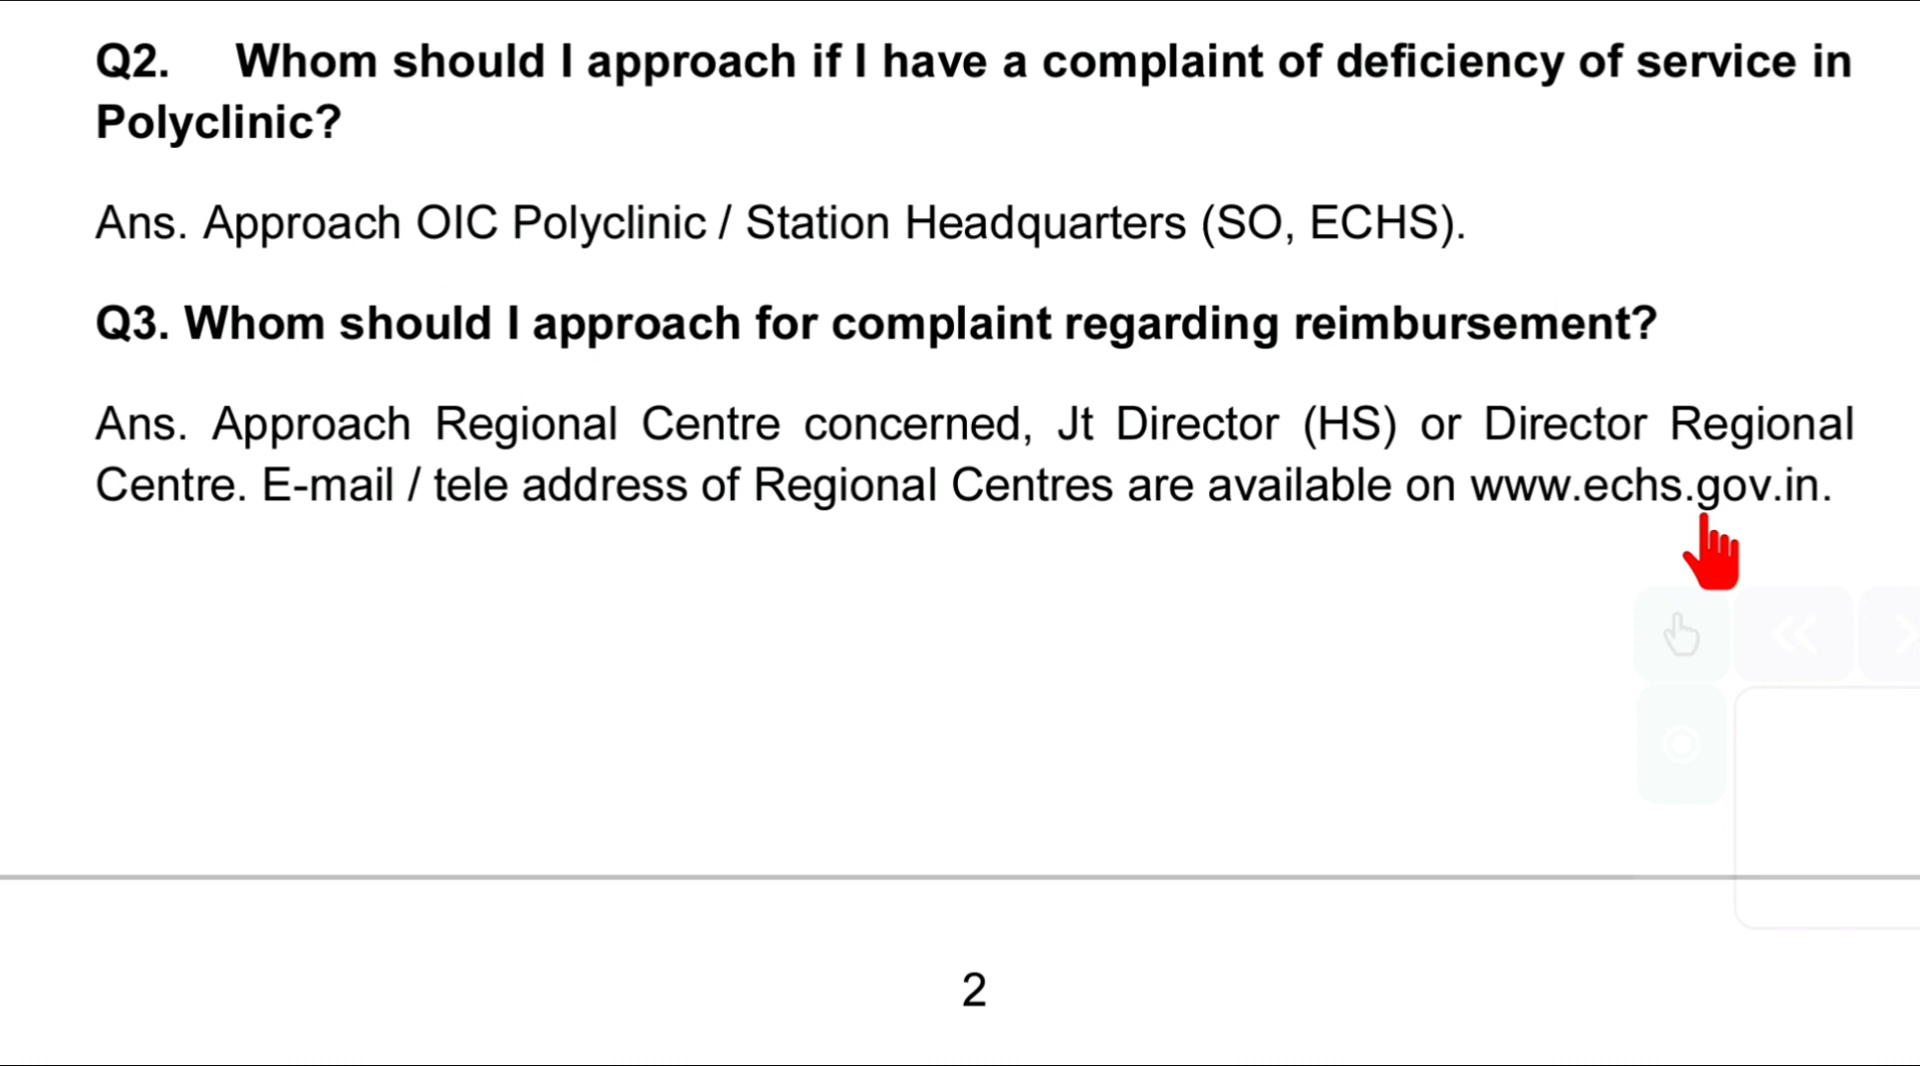 Q2. Whom should I approach if I have a complaint of deficiency of service in
Polyclinic?
Ans. Approach OIC Polyclinic / Station Headquarters (SO, ECHS).
Q3. Whom should I approach for complaint regarding reimbursement?
Ans. Approach Regional Centre concerned, Jt Director (HS) or Director Regional
Centre. E-mail / tele address of Regional Centres are available on www.echs.gov.in.
2